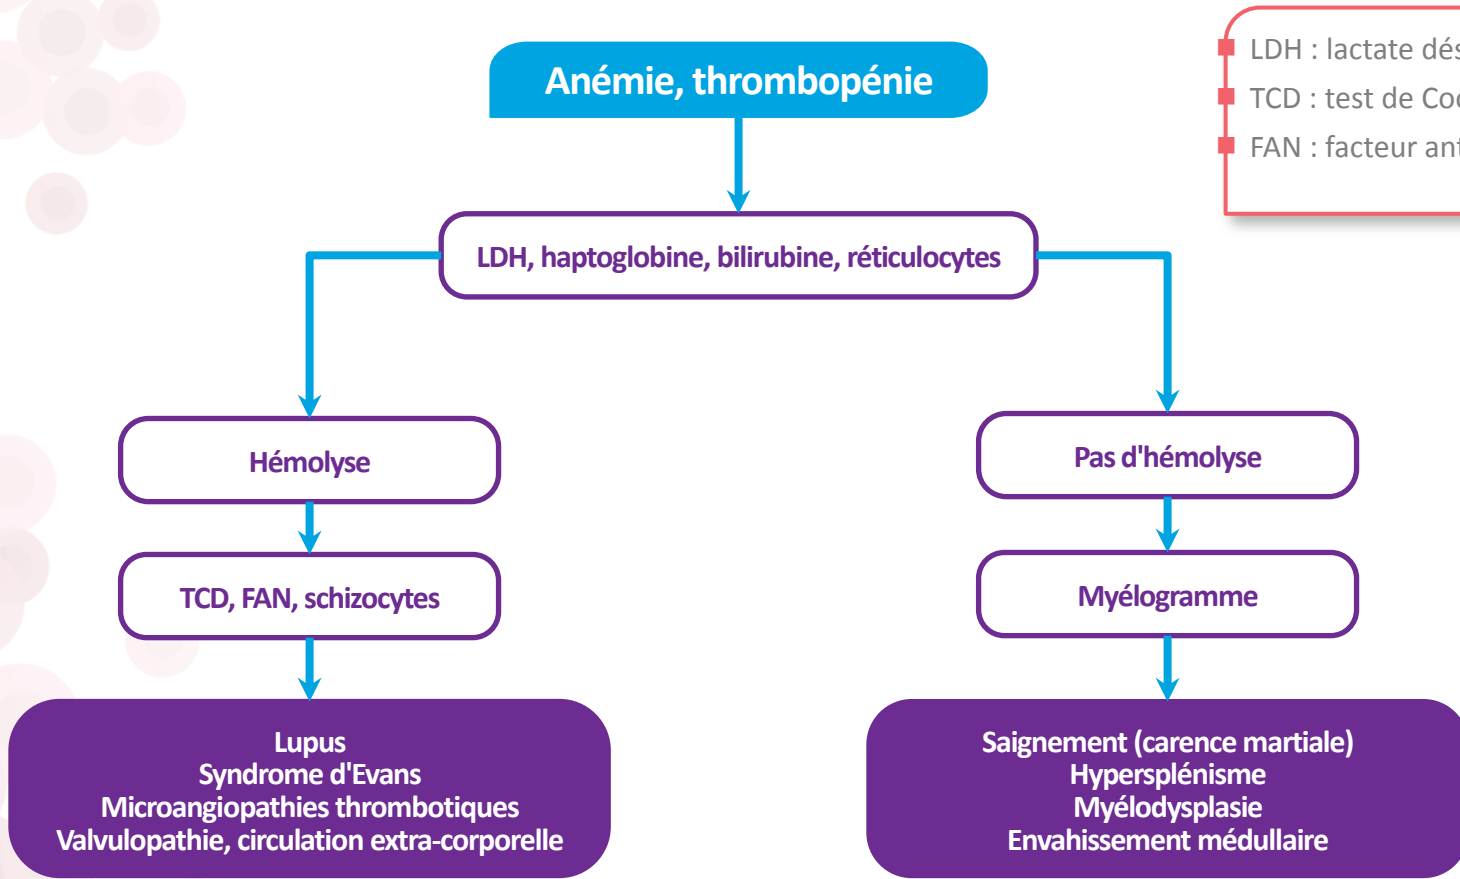 Anémie, thrombopénie
LDH : lactate
TCD : test de
FAN : facteur
LDH, haptoglobine, bilirubine, réticulocytes
Hémolyse
Pas d'hémolyse
TCD, FAN, schizocytes
Myélogramme
Lupus
Syndrome d'Evans
Microangiopathies thrombotiques
Valvulopathie, circulation extra-corporelle
Saignement (carence martiale)
Hypersplénisme
Myélodysplasie
Envahissement médullaire